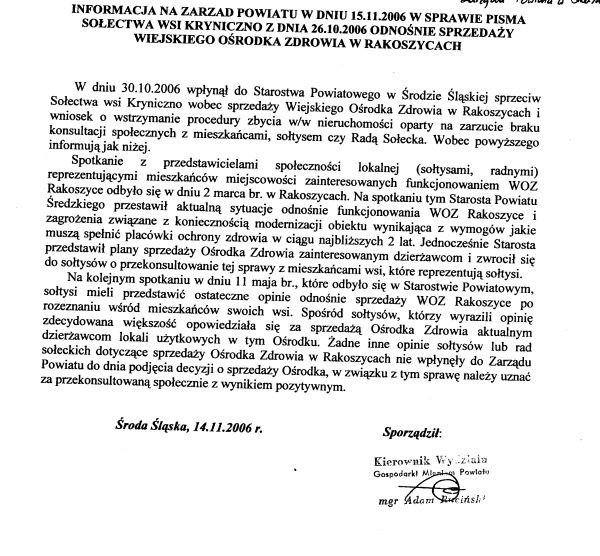 INFORMACJA NA ZARZAD POWIATU W DNIU 15.11.2006 W SPRAWIE PISMA
SOŁECTWA WSI KRYNICZNO Z DNIA 26.10.2006 ODNOŚNIE SPRZEDAŻY
WIEJSKIEGO OŚRODKA ZDROWIA W RAKOSZYCACH
W dniu 30.10.2006 wpłynął do Starostwa Powiatowego w Środzie Śląskiej sprzeciw
Sołectwa wsi Kryniczno wobec sprzedaży Wiejskiego Ośrodka Zdrowia w Rakoszycach i
wniosek o wstrzymanie procedury zbycia w/w nieruchomości oparty na zarzucie braku
konsultacji społecznych z mieszkańcami, sołtysem czy Radą Sołecka. Wobec powyższego
informuję jak niżej.
Spotkanie z przedstawicielami społeczności lokalnej (sołtysami, radnymi)
reprezentującymi mieszkańców miejscowości zainteresowanych funkcjonowaniem WOZ
Rakoszyce odbyło się w dniu 2 marca br. w Rakoszycach. Na spotkaniu tym Starosta Powiatu
Średzkiego przestawił aktualną sytuacje odnośnie funkcjonowania WOZ Rakoszyce i
zagrożenia związane z koniecznością modernizacji obiektu wynikająca z wymogów jakie
muszą spełnić placówki ochrony zdrowia w ciągu najbliższych 2 lat. Jednocześnie Starosta
przedstawił plany sprzedaży Ośrodka Zdrowia zainteresowanym dzierżawcom i zwrocił się
do sołtysów o przekonsultowanie tej sprawy z mieszkańcami wsi, które reprezentują sołtysi.
Na kolejnym spotkaniu w dniu 11 maja br., które odbyło się w Starostwie Powiatowym,
sołtysi mieli przedstawić ostateczne opinie odnośnie sprzedaży WOZ Rakoszyce po
rozeznaniu wśród mieszkańców swoich wsi. Spośród sołtysów, którzy wyrazili opinię
zdecydowana większość opowiedziała się za sprzedażą Ośrodka Zdrowia aktualnym
dzierżawcom lokali użytkowych w tym Ośrodku. Żadne inne opinie sołtysów lub rad
sołeckich dotyczące sprzedaży Ośrodka Zdrowia w Rakoszycach nie wpłynęły do Zarządu
Powiatu do dnia podjęcia decyzji o sprzedaży Ośrodka, w związku z tym sprawę należy uznać
za przekonsultowaną społecznie z wynikiem pozytywnym.
Środa Śląska, 14.11.2006 r.
Sporządził:
Kierownik Wydziału
Gospodarki Mieniem Powiatu
mgr Adam Ruciński